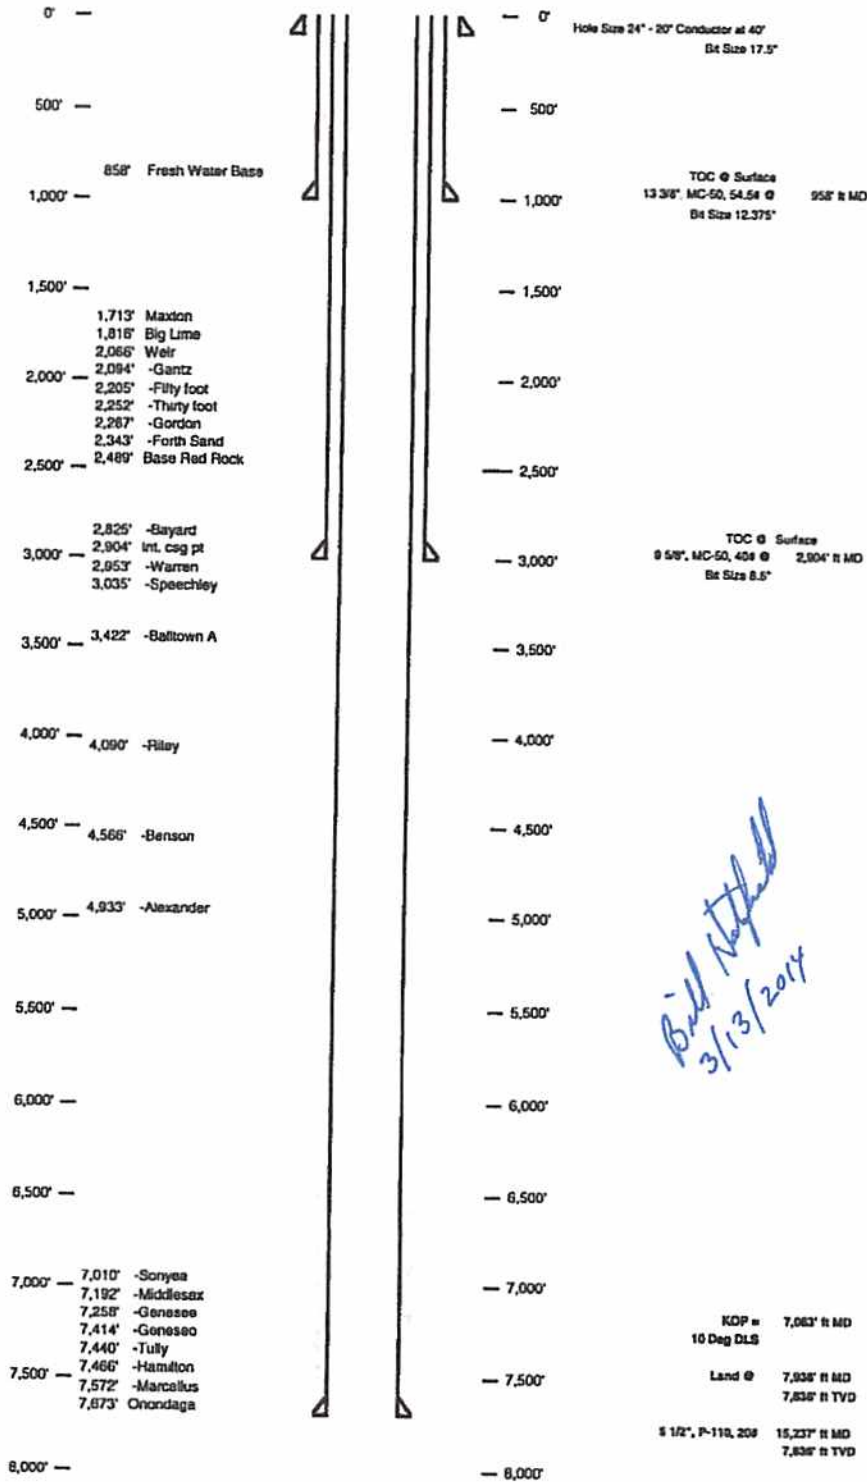 0'
0'
Hole Size 24" - 20" Conductor at 40'
Bit Size 17.5"
500'
500'
858' Fresh Water Base
1,000'
1,000'
TOC @ Surface
13 3/8", MC-50, 54.5# @ 958' ft MD
Bit Size 12.375"
1,500'
1,500'
1,713' Maxton
1,816' Big Lime
2,066' Weir
2,000'
2,000'
2,094' -Gantz
2,205' -Fifty foot
2,252' -Thirty foot
2,267' -Gordon
2,343' -Forth Sand
2,489' Base Red Rock
2,500'
2,500'
2,825' -Bayard
2,904' Int. csg pt
3,000'
3,000'
2,953' -Warren
3,035' -Speechley
TOC @ Surface
9 5/8", MC-50, 40# @ 2,904' ft MD
Bit Size 8.5"
3,422' -Balltown A
3,500'
3,500'
4,000'
4,000'
4,090' -Riley
4,500'
4,500'
4,566' -Benson
4,933' -Alexander
5,000'
5,000'
Bill Hatfield
3/13/2014
5,500'
5,500'
6,000'
6,000'
6,500'
6,500'
7,010' -Sonyea
7,000'
7,000'
7,192' -Middlesex
7,258' -Genesee
7,414' -Geneseo
7,440' -Tully
7,466' -Hamilton
7,500'
7,500'
7,572' -Marcellus
7,673' Onondaga
KOP = ft MD
10 Deg DLS
Land @ ft MD
ft TVD
5 1/2", P-110, 20# 15,237' ft MD
ft TVD
8,000'
8,000'